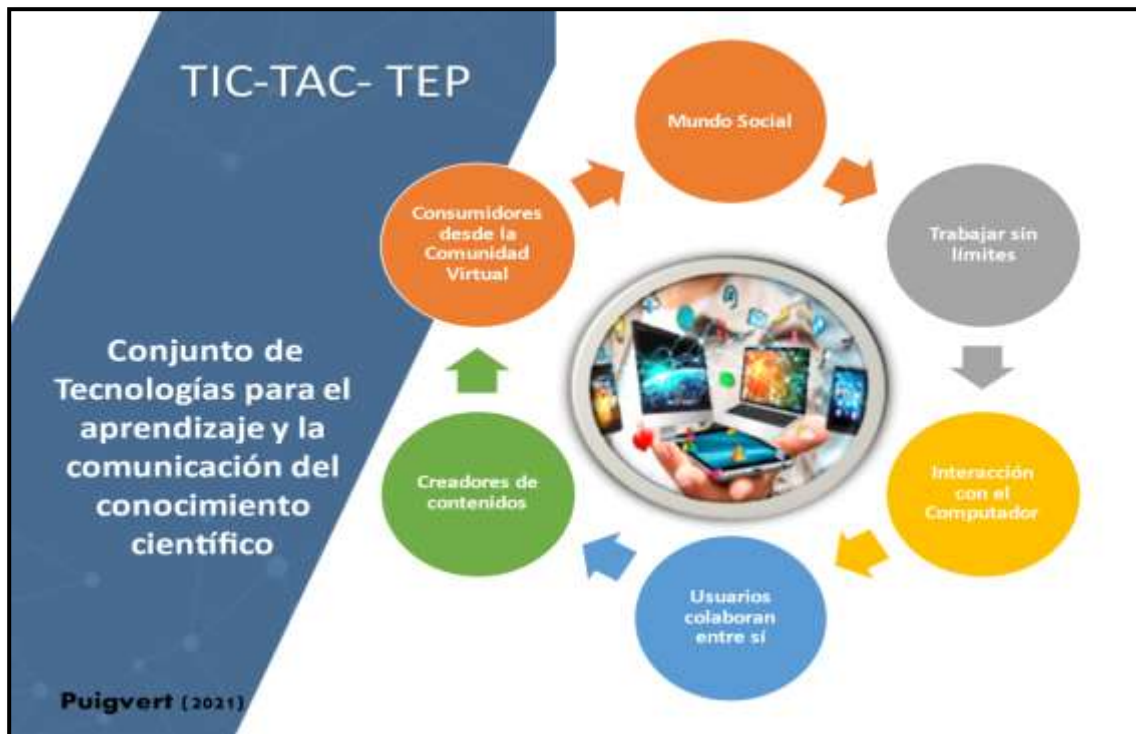 TIC-TAC- TEP
Conjunto de
Tecnologías para el
aprendizaje y la
comunicación del
conocimiento
científico
Puigvert (2021)
Mundo Social
Trabajar sin
límites
Interacción
con el
Computador
Usuarios
colaboran
entre sí
Creadores de
contenidos
Consumidores
desde la
Comunidad
Virtual